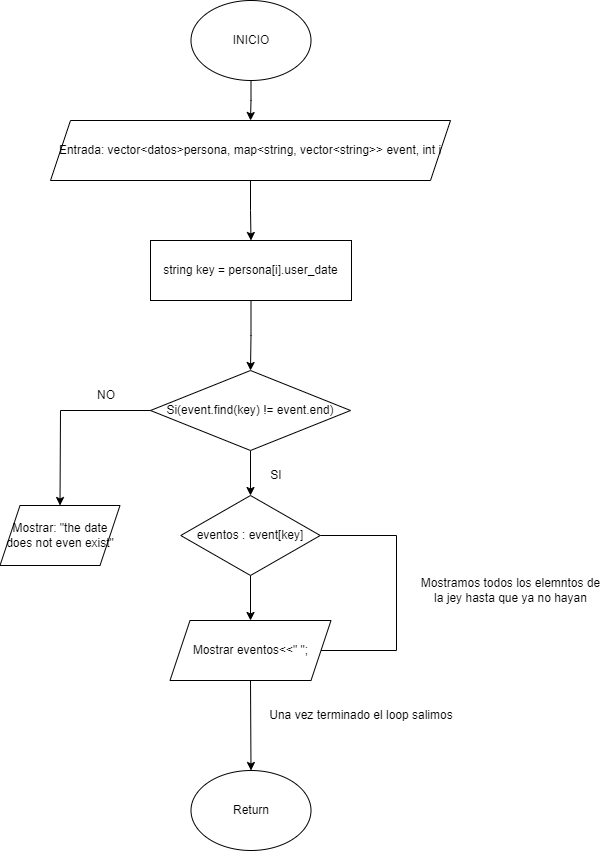 INICIO
Entrada: vector<datos>persona, map<string, vector<string>> event, int i
string key = persona[i].user_date
NO
Si(event.find(key) != event.end)
SI
Mostrar: "the date
does not even exist"
eventos : event[key]
Mostramos todos los elemntos de
la jey hasta que ya no hayan
Mostrar eventos<<" ";
Una vez terminado el loop salimos
Return